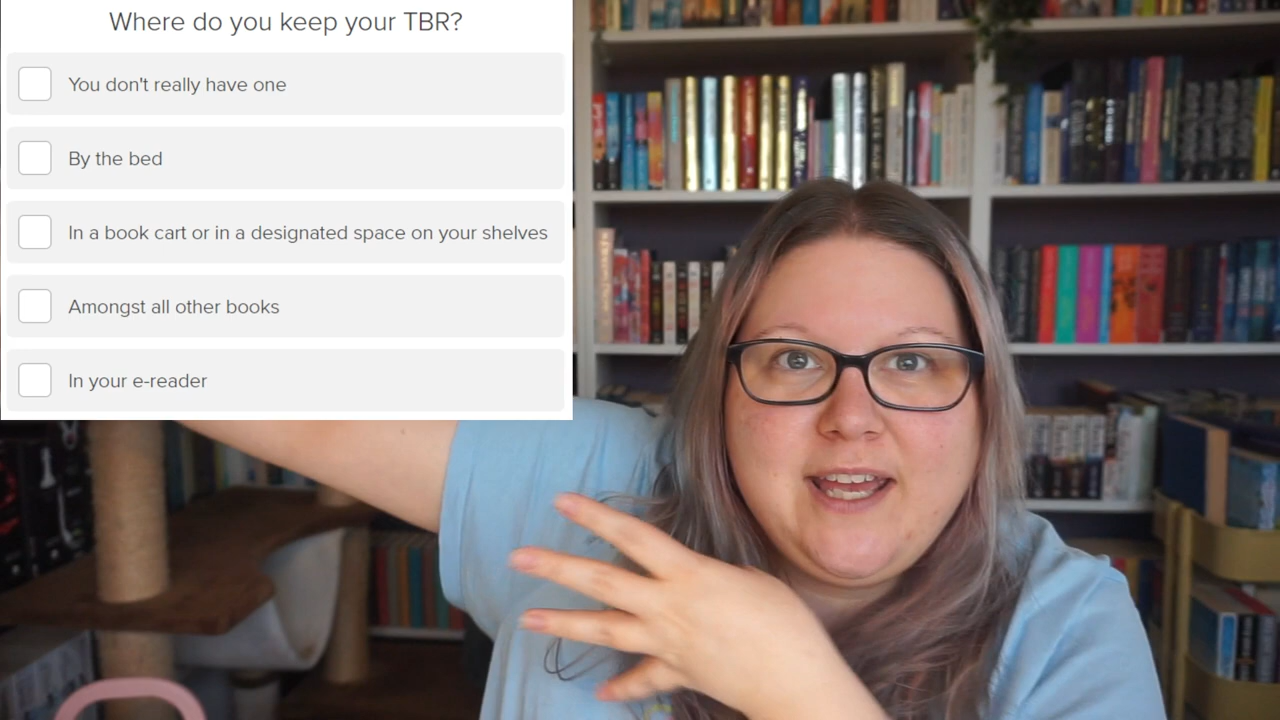 Where do you keep your TBR?
You don't really have one
By the bed
In a book cart or in a designated space on your shelves
Amongst all other books
In your e-reader